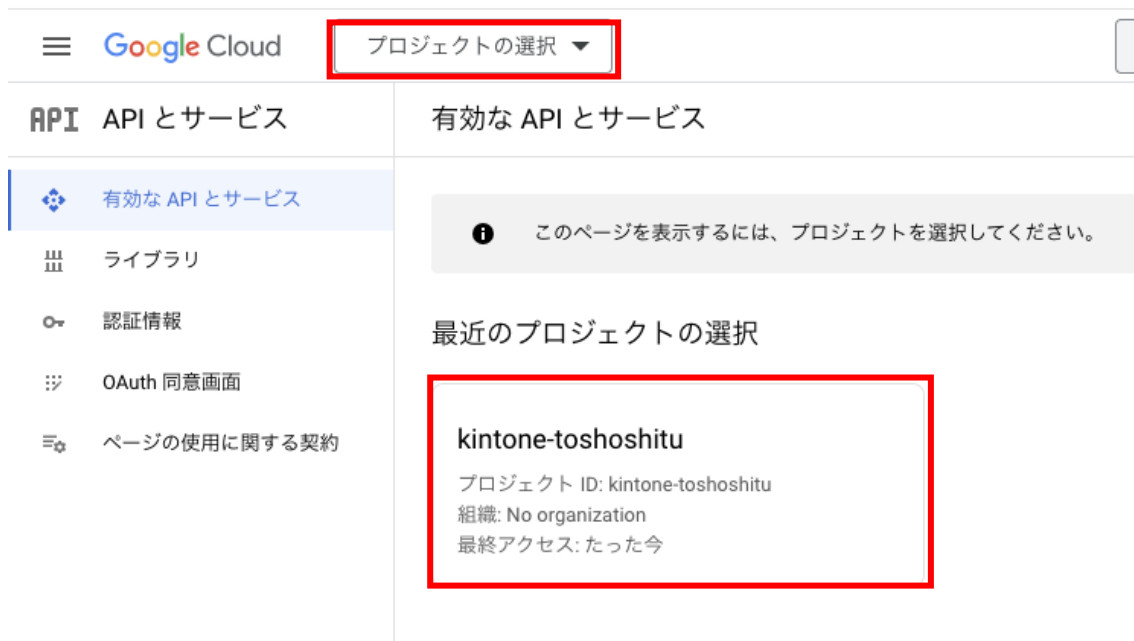 Google Cloud
プロジェクトの選択
API API とサービス
有効な API とサービス
有効な API とサービス
ライブラリ
認証情報
OAuth 同意画面
ページの使用に関する契約
このページを表示するには、プロジェクトを選択してください。
最近のプロジェクトの選択
kintone-toshoshitu
プロジェクト ID: kintone-toshoshitu
組織: No organization
最終アクセス: たった今